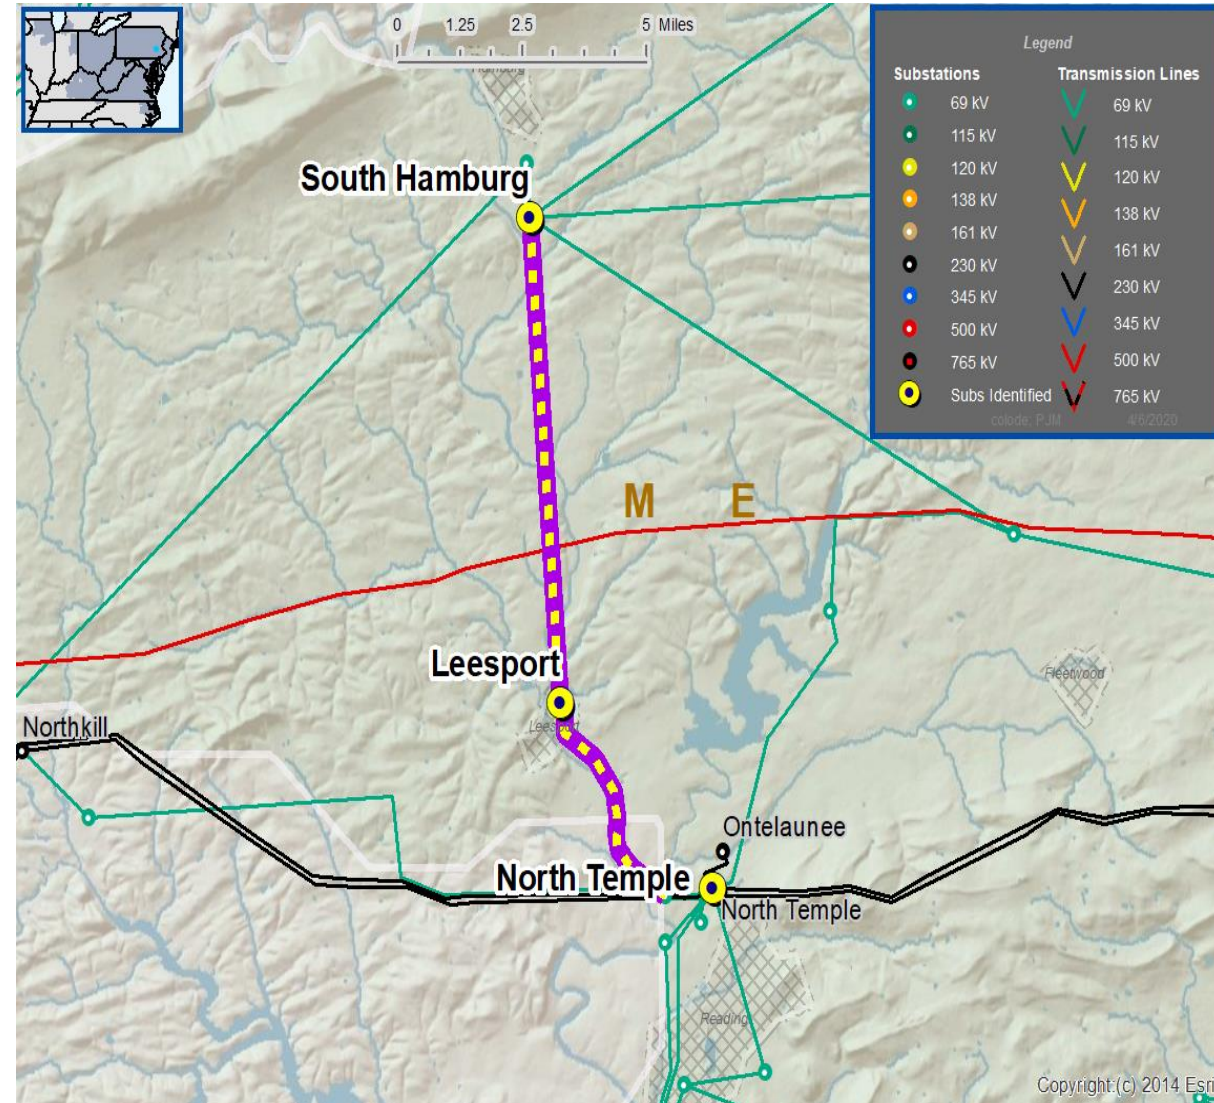 0 1.25 2.5 5 Miles
Hamburg
South Hamburg
Legend
Substations Transmission Lines
69 kV 69 kV
115 kV 115 kV
120 kV 120 kV
138 kV 138 kV
161 kV 161 kV
230 kV 230 kV
345 kV 345 kV
500 kV 500 kV
765 kV 765 kV
Subs Identified
colode; PJM 4/6/2020
M E
Leesport
Fleetwood
Leesport
Northkill
Ontelaunee
North Temple
North Temple
Reading
Copyright:(c) 2014 Esri